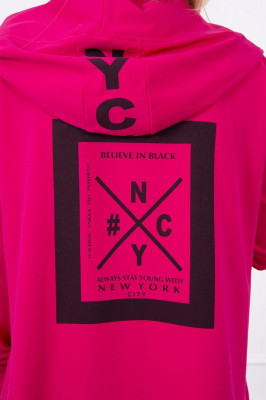 NYC
BELIEVE IN BLACK
N
# C
Y
ALWAYS STAY YOUNG WITH
NEW YORK
CITY